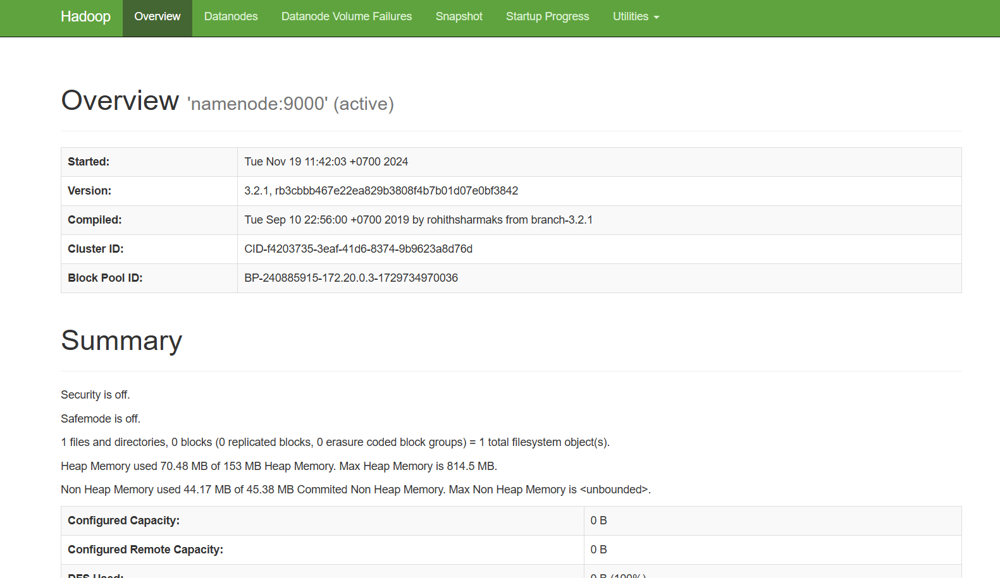 Hadoop Overview Datanodes Datanode Volume Failures Snapshot Startup Progress Utilities
Overview 'namenode:9000' (active)
Started: Tue Nov 19 11:42:03 +0700 2024
Version: 3.2.1, rb3cbbb467e22ea829b3808f4b7b01d07e0bf3842
Compiled: Tue Sep 10 22:56:00 +0700 2019 by rohithsharmaks from branch-3.2.1
Cluster ID: CID-f4203735-3eaf-41d6-8374-9b9623a8d76d
Block Pool ID: BP-240885915-172.20.0.3-1729734970036
Summary
Security is off.
Safemode is off.
1 files and directories, 0 blocks (0 replicated blocks, 0 erasure coded block groups) = 1 total filesystem object(s).
Heap Memory used 70.48 MB of 153 MB Heap Memory. Max Heap Memory is 814.5 MB.
Non Heap Memory used 44.17 MB of 45.38 MB Commited Non Heap Memory. Max Non Heap Memory is <unbounded>.
Configured Capacity: 0 B
Configured Remote Capacity: 0 B
DFS Used: 0 B (100%)